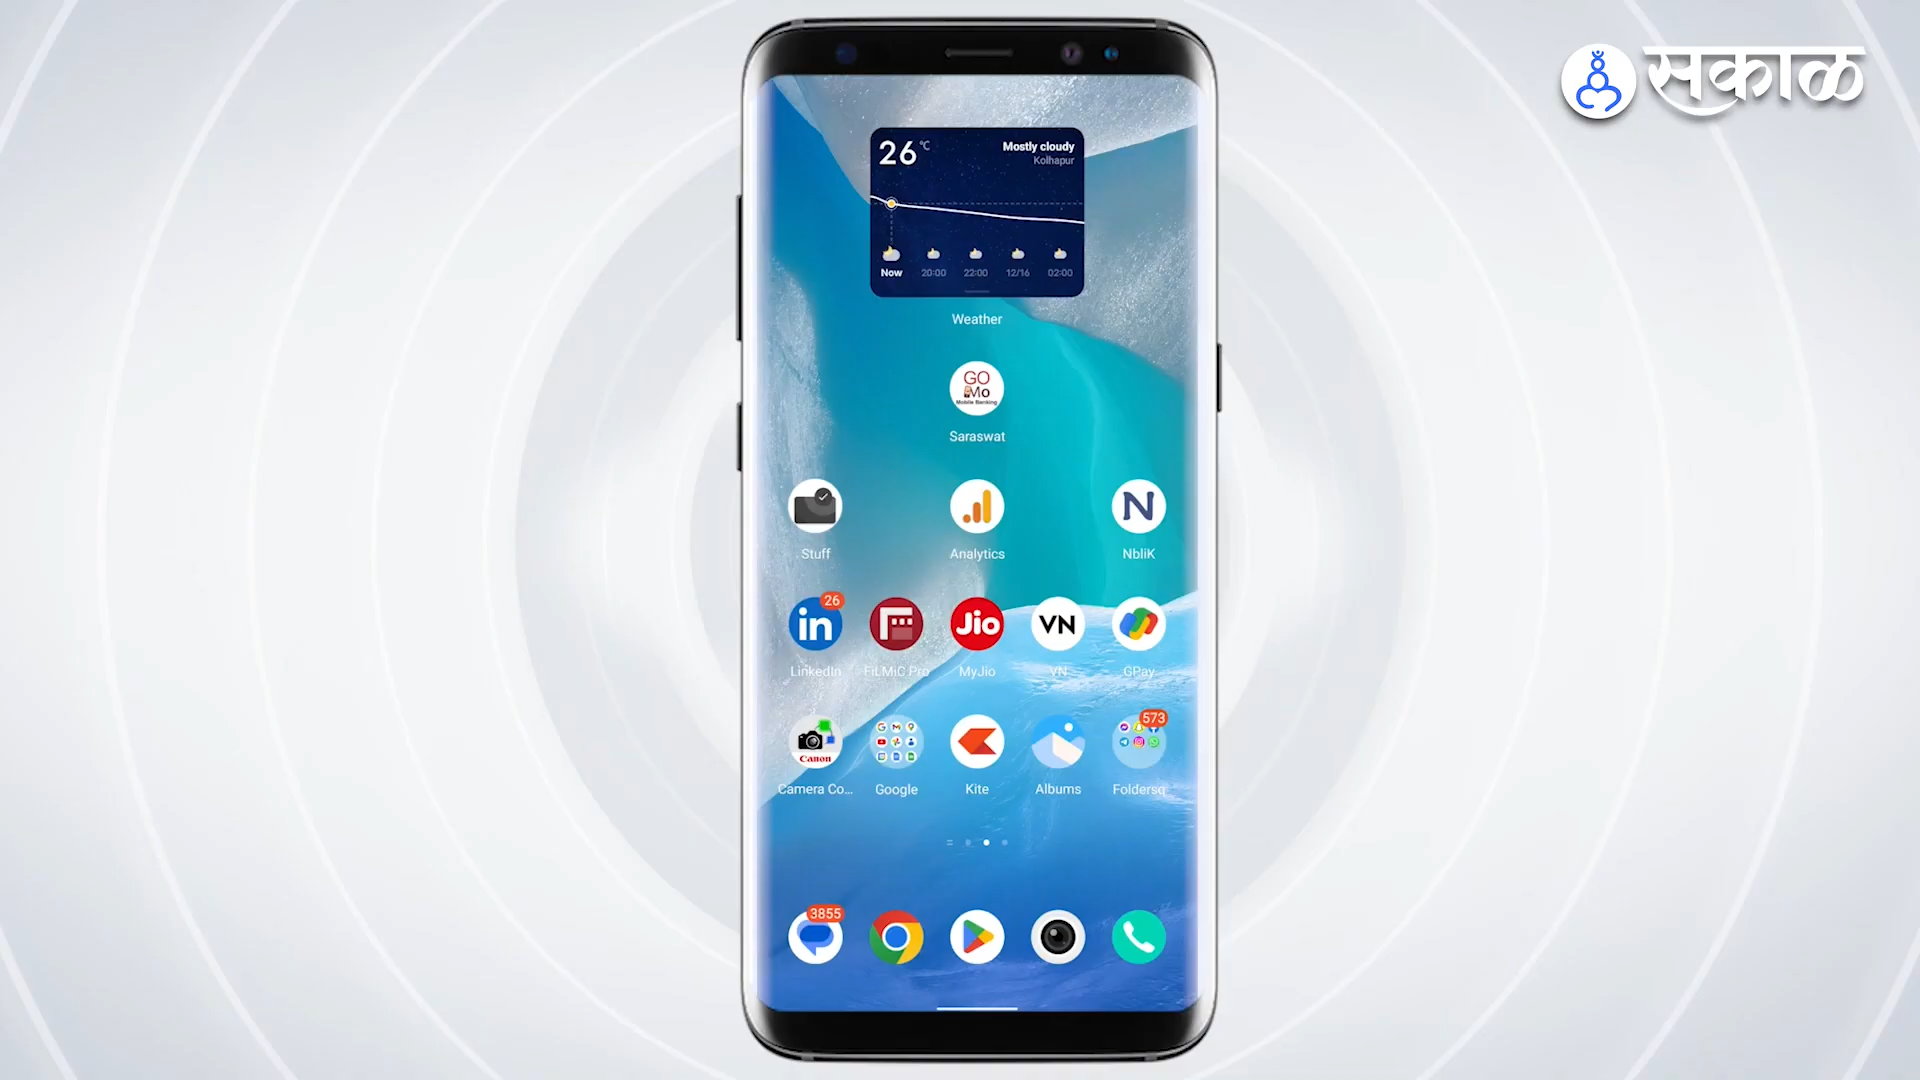 सकाळ
26 °C
Mostly cloudy
Kolhapur
Now 20:00 22:00 12/16 02:00
Weather
GO
Mo
Mobile Banking
Saraswat
N
Stuff Analytics NbliK
26
in Jio VN
LinkedIn FiLMiC Pro MyJio VN GPay
573
Canon
Camera Co... Google Kite Albums Foldersq
3855